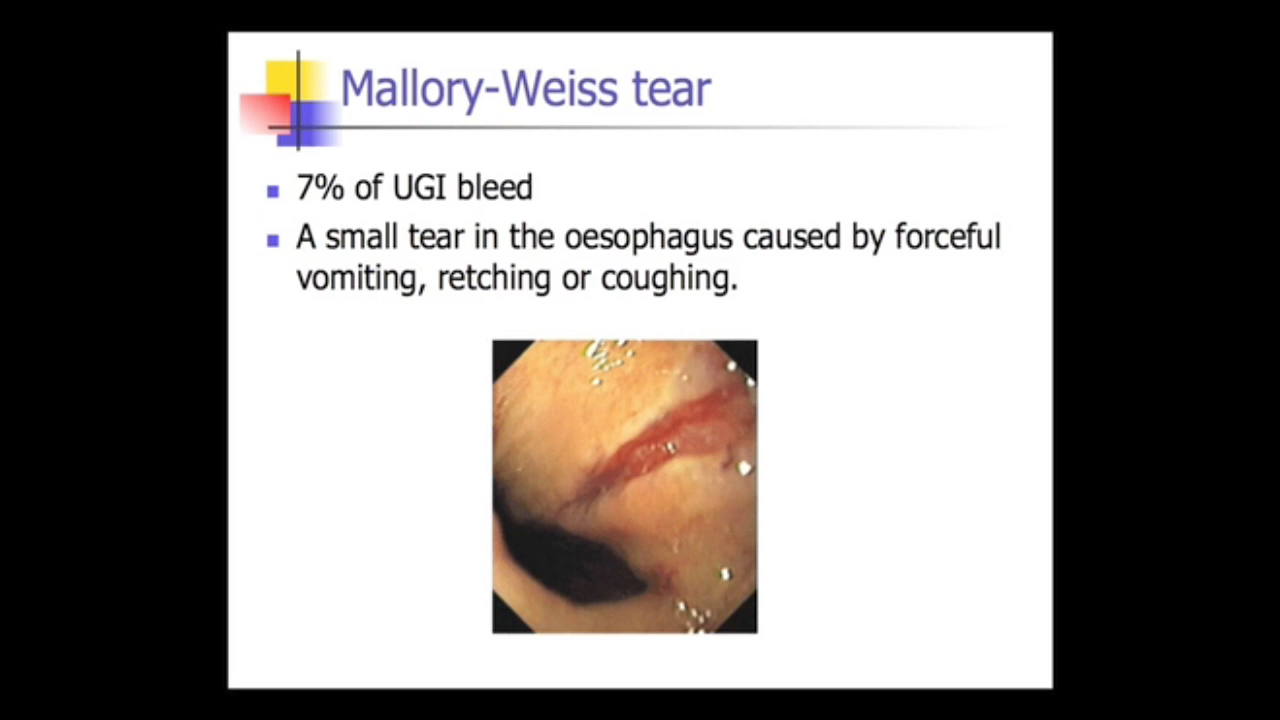 Mallory-Weiss tear
7% of UGI bleed
A small tear in the oesophagus caused by forceful
vomiting, retching or coughing.